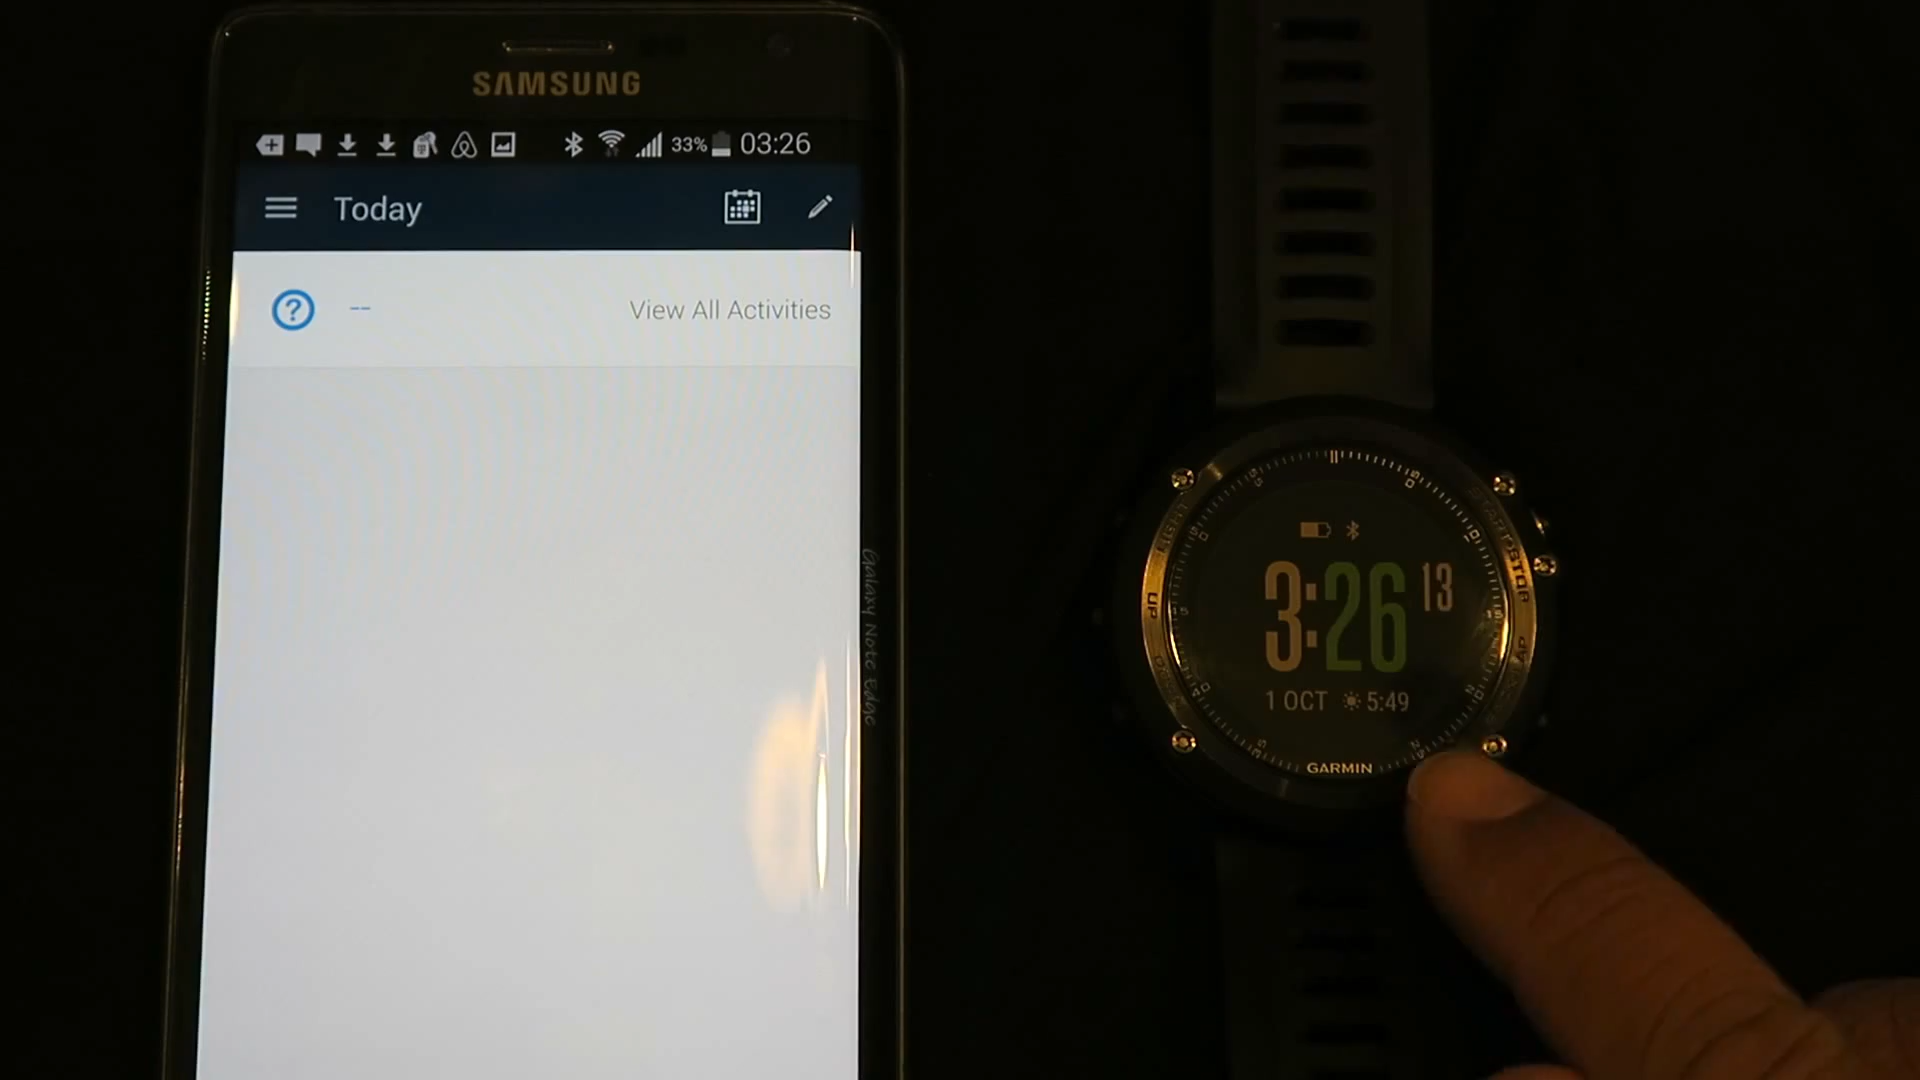 SAMSUNG
33% 03:26
Today
-- View All Activities
Galaxy Note Edge
LIGHT
START·STOP
UP
3:26 13
1 OCT 5:49
GARMIN